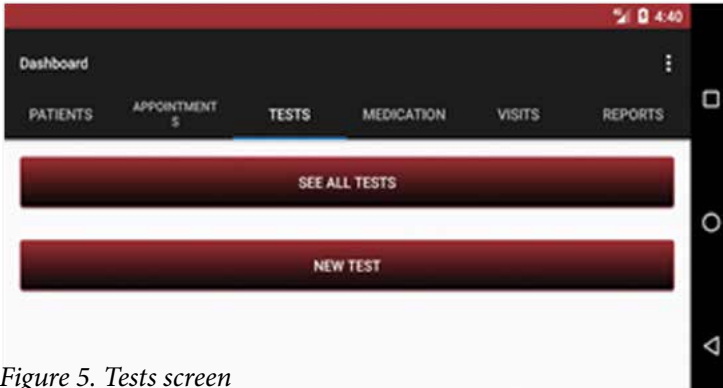 4:40
Dashboard
PATIENTS APPOINTMENT TESTS MEDICATION VISITS REPORTS
S
SEE ALL TESTS
NEW TEST
Figure 5. Tests screen